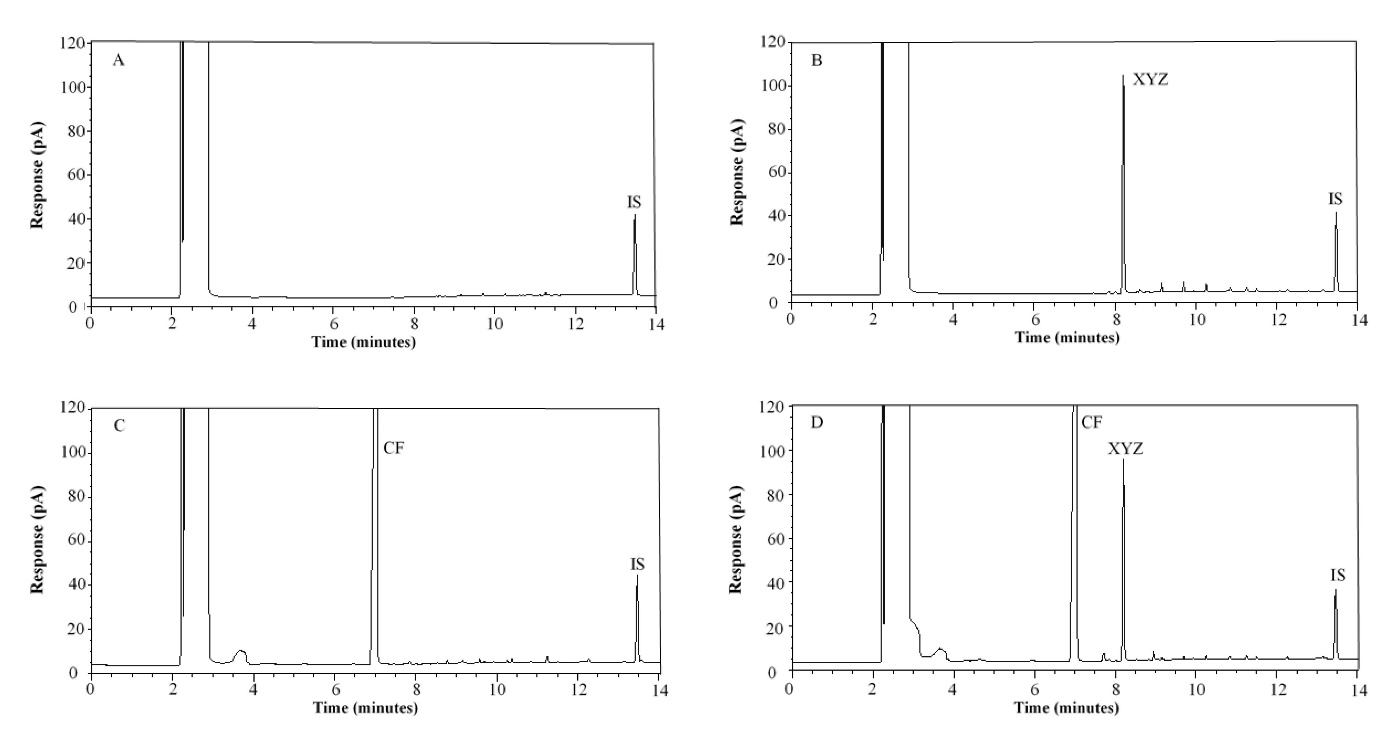 A
IS
Response (pA)
120
100
80
60
40
20
0
0 2 4 6 8 10 12 14
Time (minutes)
B
XYZ
IS
Response (pA)
120
100
80
60
40
20
0
0 2 4 6 8 10 12 14
Time (minutes)
C
CF
IS
Response (pA)
120
100
80
60
40
20
0
0 2 4 6 8 10 12 14
Time (minutes)
D
CF
XYZ
IS
Response (pA)
120
100
80
60
40
20
0
0 2 4 6 8 10 12 14
Time (minutes)